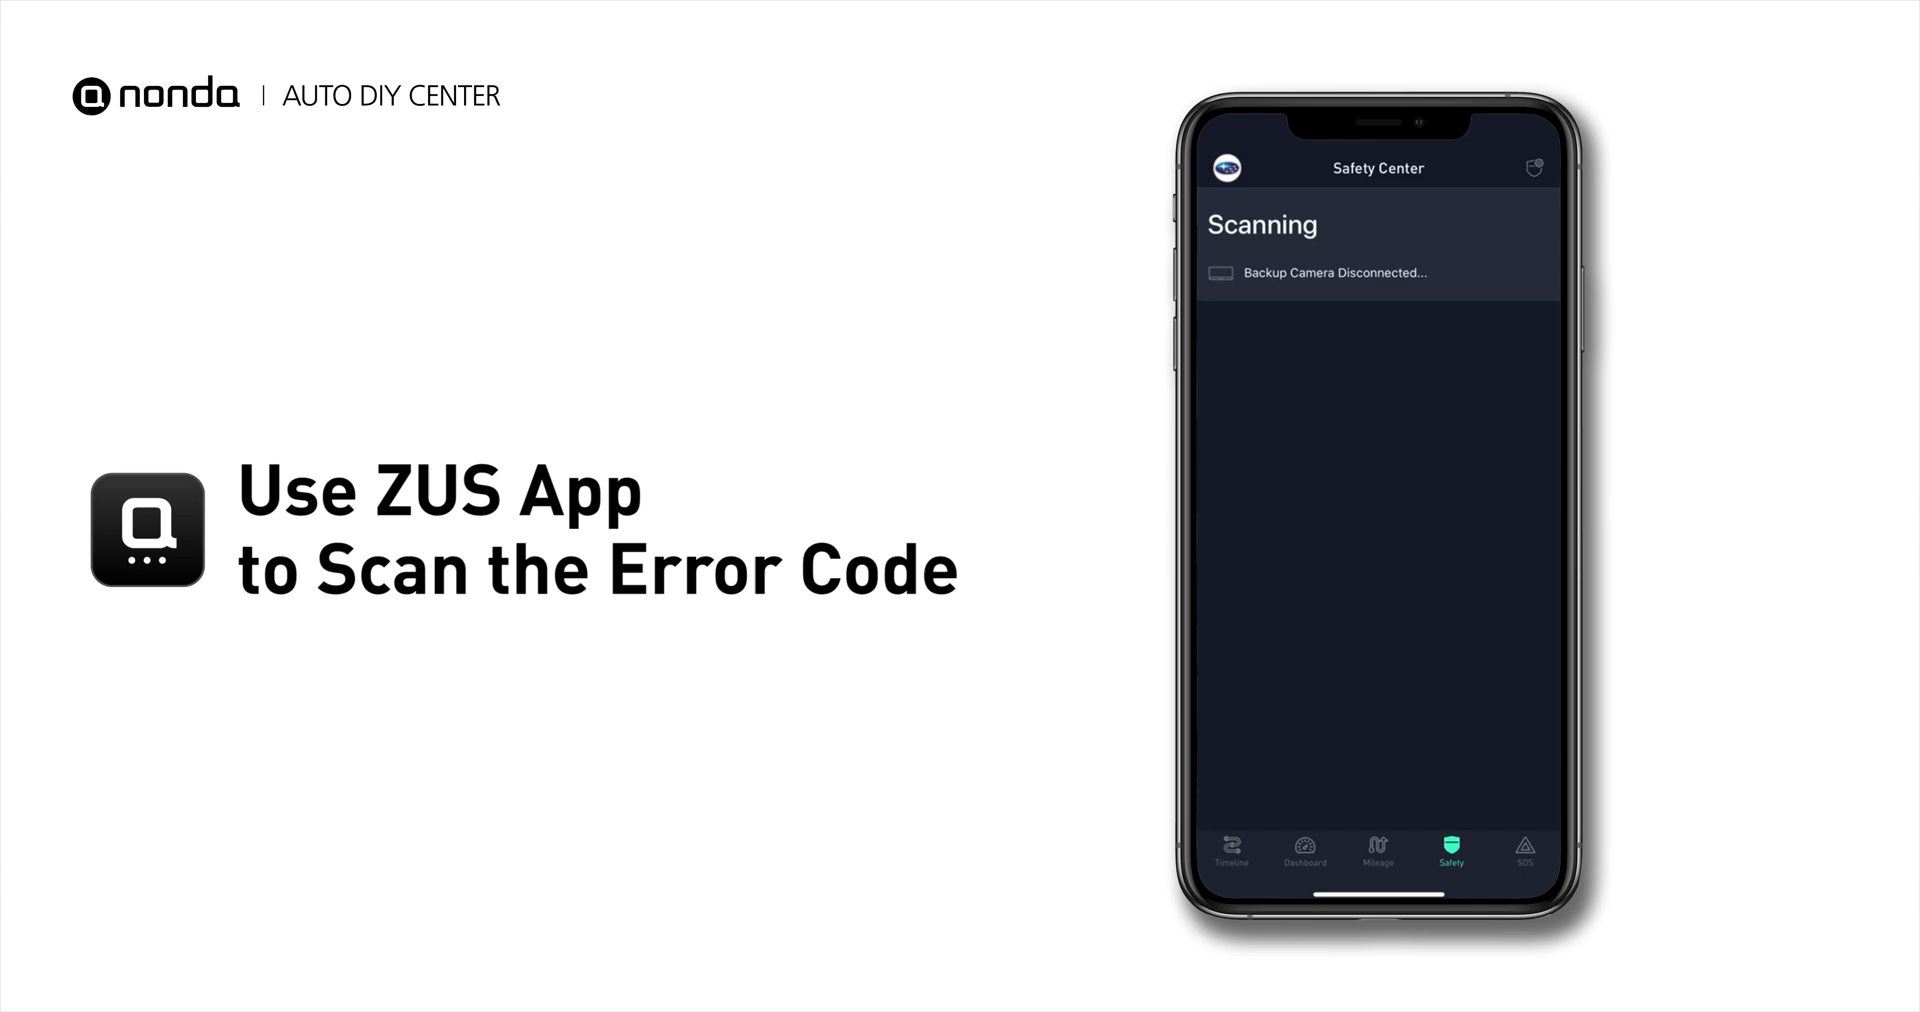 nonda | AUTO DIY CENTER
Use ZUS App
to Scan the Error Code
Safety Center
Scanning
Backup Camera Disconnected...
Timeline
Dashboard
Mileage
Safety
SOS